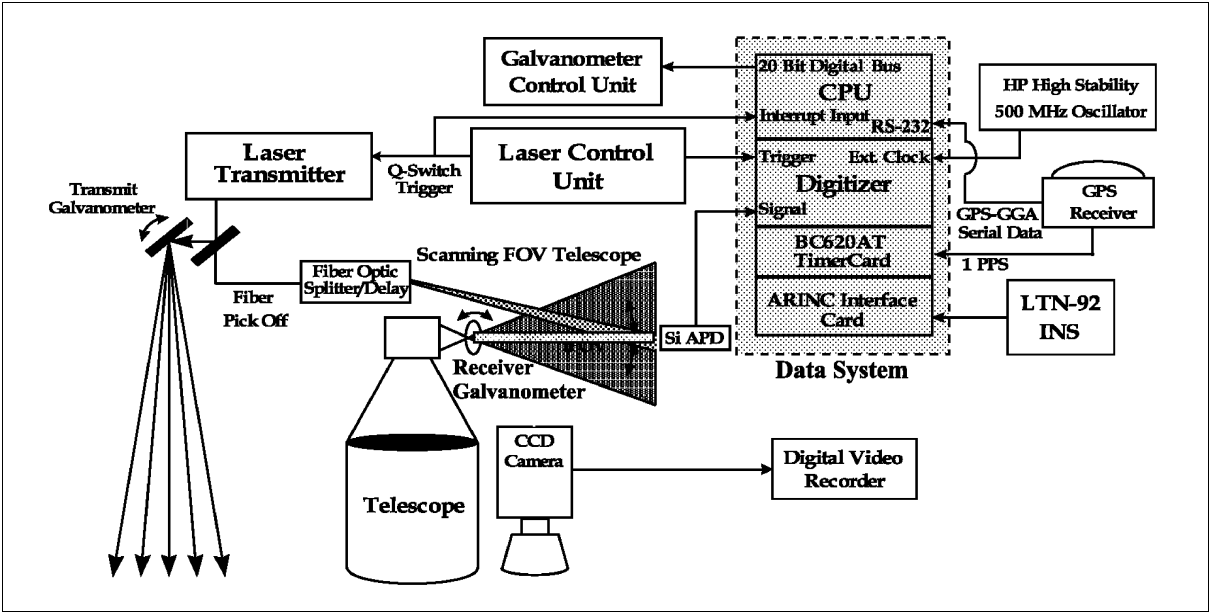 Galvanometer
Control Unit
20 Bit Digital Bus
CPU
Interrupt Input
RS-232
HP High Stability
500 MHz Oscillator
Laser
Transmitter
Q-Switch
Trigger
Laser Control
Unit
Trigger
Ext. Clock
Digitizer
Signal
GPS
Receiver
GPS-GGA
Serial Data
Transmit
Galvanometer
BC620AT
TimerCard
1 PPS
Scanning FOV Telescope
Fiber Optic
Splitter/Delay
Fiber
Pick Off
ARINC Interface
Card
LTN-92
INS
Si APD
Receiver
Galvanometer
Data System
CCD
Camera
Digital Video
Recorder
Telescope